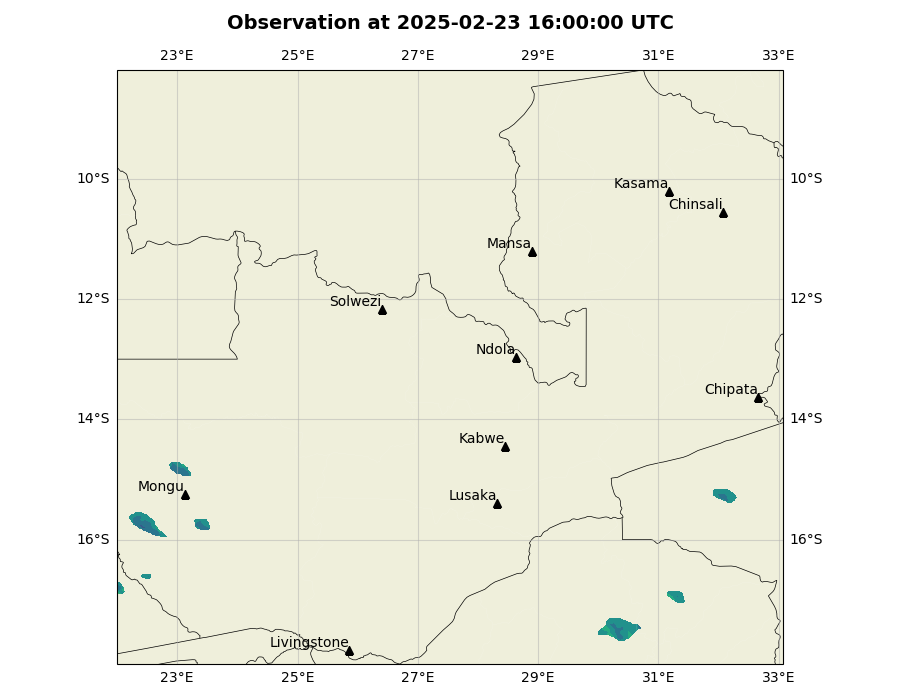 Observation at 2025-02-23 16:00:00 UTC
23°E 25°E 27°E 29°E 31°E 33°E
10°S 10°S
Kasama
Chinsali
Mansa
12°S 12°S
Solwezi
Ndola
Chipata
14°S 14°S
Kabwe
Mongu
Lusaka
16°S 16°S
Livingstone
23°E 25°E 27°E 29°E 31°E 33°E